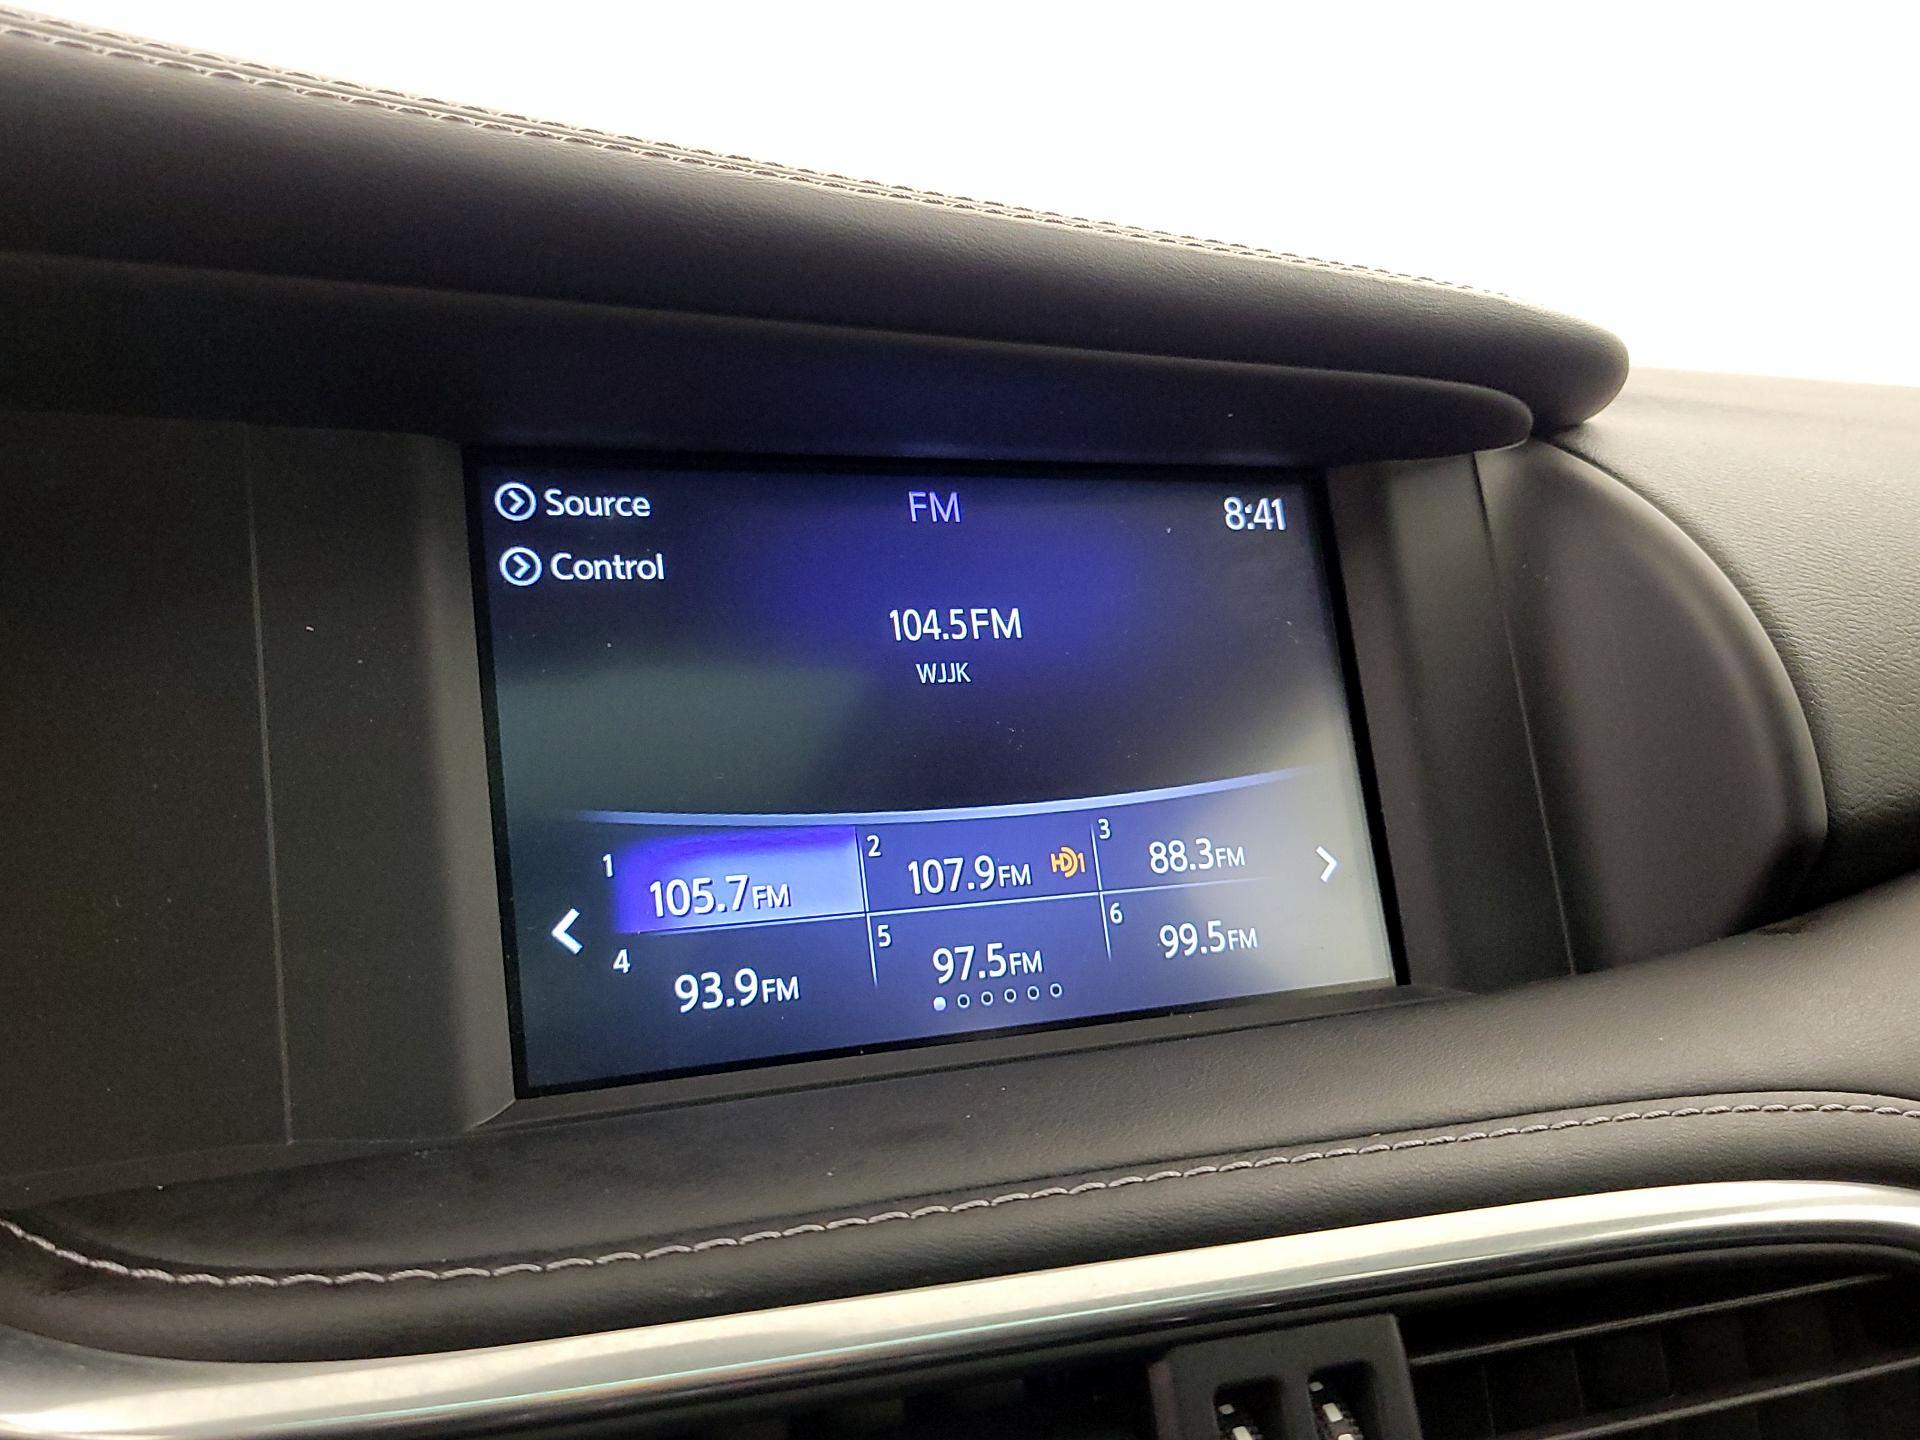 Source FM 8:41
Control
104.5FM
WJJK
1 105.7FM 2 107.9FM HD1 3 88.3FM
4 93.9FM 5 97.5FM 6 99.5FM